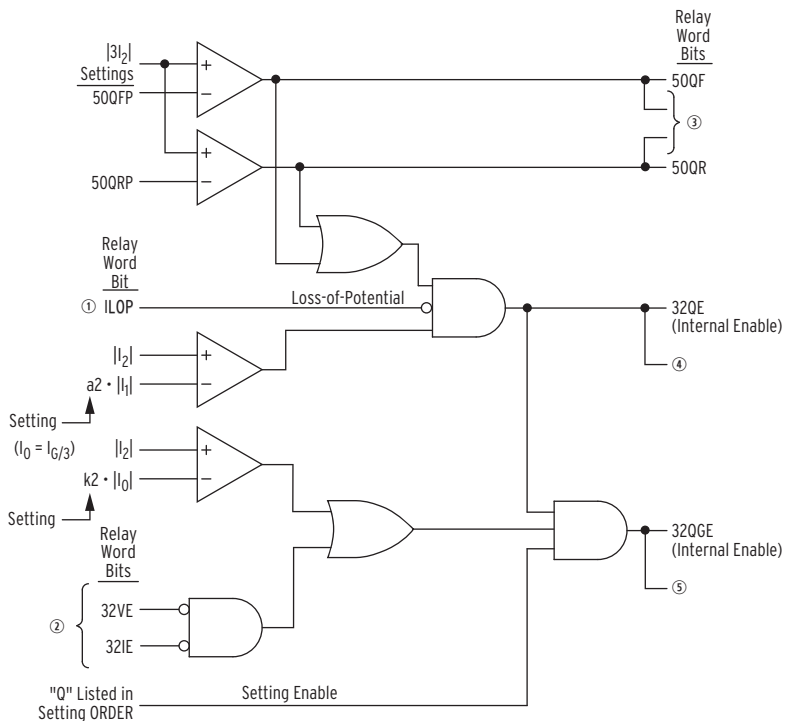 Relay
Word
Bits
|3I2|
Settings
50QFP
50QF
③
50QRP
50QR
Relay
Word
Bit
① ILOP
Loss-of-Potential
32QE
(Internal Enable)
④
|I2|
a2 • |I1|
Setting
(I0 = IG/3)
|I2|
k2 • |I0|
Setting
32QGE
(Internal Enable)
⑤
Relay
Word
Bits
②
32VE
32IE
"Q" Listed in
Setting ORDER
Setting Enable